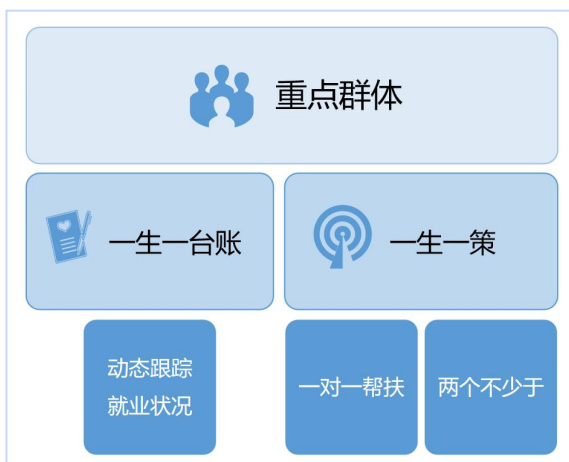 重点群体
一生一台账
一生一策
动态跟踪
就业状况
一对一帮扶
两个不少于